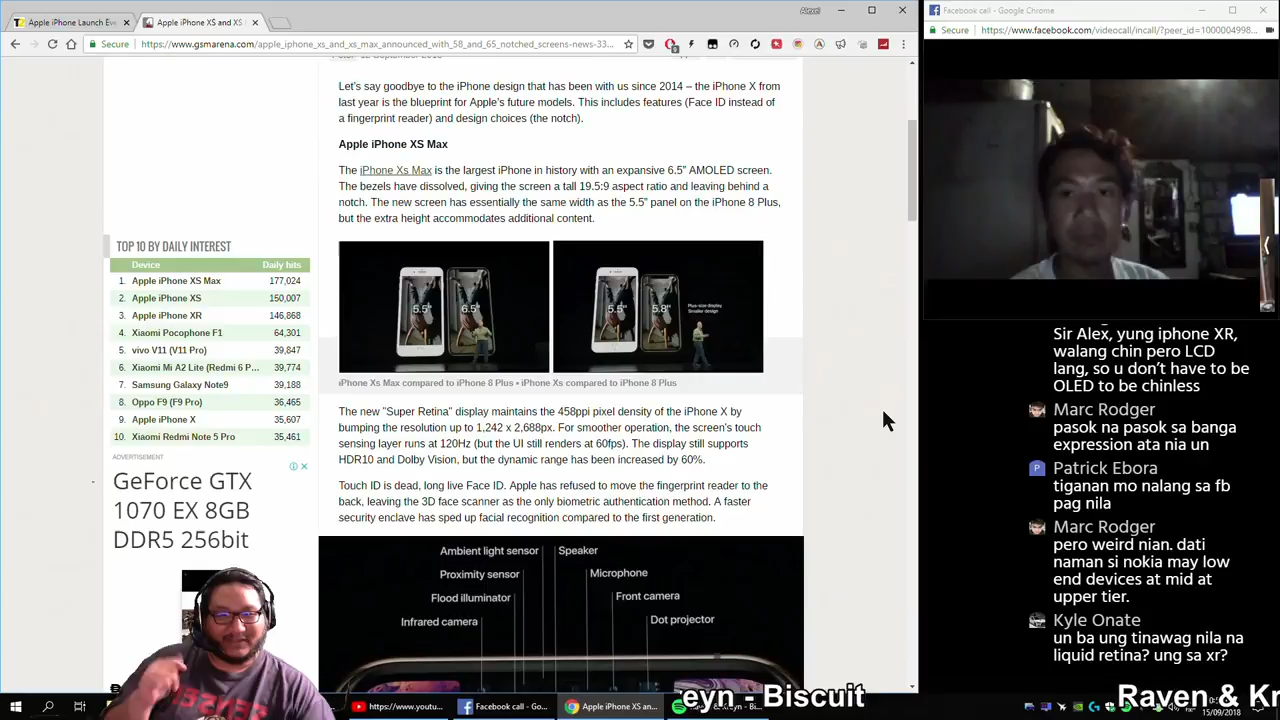 Apple iPhone Launch Eve
Apple iPhone XS and XS
Alexei
Facebook call - Google Chrome
Secure
https://www.gsmarena.com/apple_iphone_xs_and_xs_max_announced_with_58_and_65_notched_screens-news-33...
Secure
https://www.facebook.com/videocall/incall/?peer_id=1000004998...
Let's say goodbye to the iPhone design that has been with us since 2014 – the iPhone X from
last year is the blueprint for Apple's future models. This includes features (Face ID instead of
a fingerprint reader) and design choices (the notch).
Apple iPhone XS Max
The iPhone Xs Max is the largest iPhone in history with an expansive 6.5" AMOLED screen.
The bezels have dissolved, giving the screen a tall 19.5:9 aspect ratio and leaving behind a
notch. The new screen has essentially the same width as the 5.5" panel on the iPhone 8 Plus,
but the extra height accommodates additional content.
TOP 10 BY DAILY INTEREST
Device Daily hits
1. Apple iPhone XS Max 177,024
2. Apple iPhone XS 150,007
3. Apple iPhone XR 146,868
4. Xiaomi Pocophone F1 64,301
5. vivo V11 (V11 Pro) 39,847
6. Xiaomi Mi A2 Lite (Redmi 6 P... 39,774
7. Samsung Galaxy Note9 39,188
8. Oppo F9 (F9 Pro) 36,465
9. Apple iPhone X 35,607
10. Xiaomi Redmi Note 5 Pro 35,461
5.5" 6.5"
5.5" 5.8"
Plus-size display
Smaller design
iPhone Xs Max compared to iPhone 8 Plus • iPhone Xs compared to iPhone 8 Plus
The new "Super Retina" display maintains the 458ppi pixel density of the iPhone X by
bumping the resolution up to 1,242 x 2,688px. For smoother operation, the screen's touch
sensing layer runs at 120Hz (but the UI still renders at 60fps). The display still supports
HDR10 and Dolby Vision, but the dynamic range has been increased by 60%.
Touch ID is dead, long live Face ID. Apple has refused to move the fingerprint reader to the
back, leaving the 3D face scanner as the only biometric authentication method. A faster
security enclave has sped up facial recognition compared to the first generation.
ADVERTISEMENT
GeForce GTX
1070 EX 8GB
DDR5 256bit
Ambient light sensor
Speaker
Proximity sensor
Microphone
Flood illuminator
Front camera
Infrared camera
Dot projector
Sir Alex, yung iphone XR,
walang chin pero LCD
lang, so u don't have to be
OLED to be chinless
Marc Rodger
pasok na pasok sa banga
expression ata nia un
Patrick Ebora
tiganan mo nalang sa fb
pag nila
Marc Rodger
pero weird nian. dati
naman si nokia may low
end devices at mid at
upper tier.
Kyle Onate
un ba ung tinawag nila na
liquid retina? ung sa xr?
eyn - Biscuit
Raven & Kr
https://www.youtu...
Facebook call - Goo...
Apple iPhone XS an...
15/09/2018